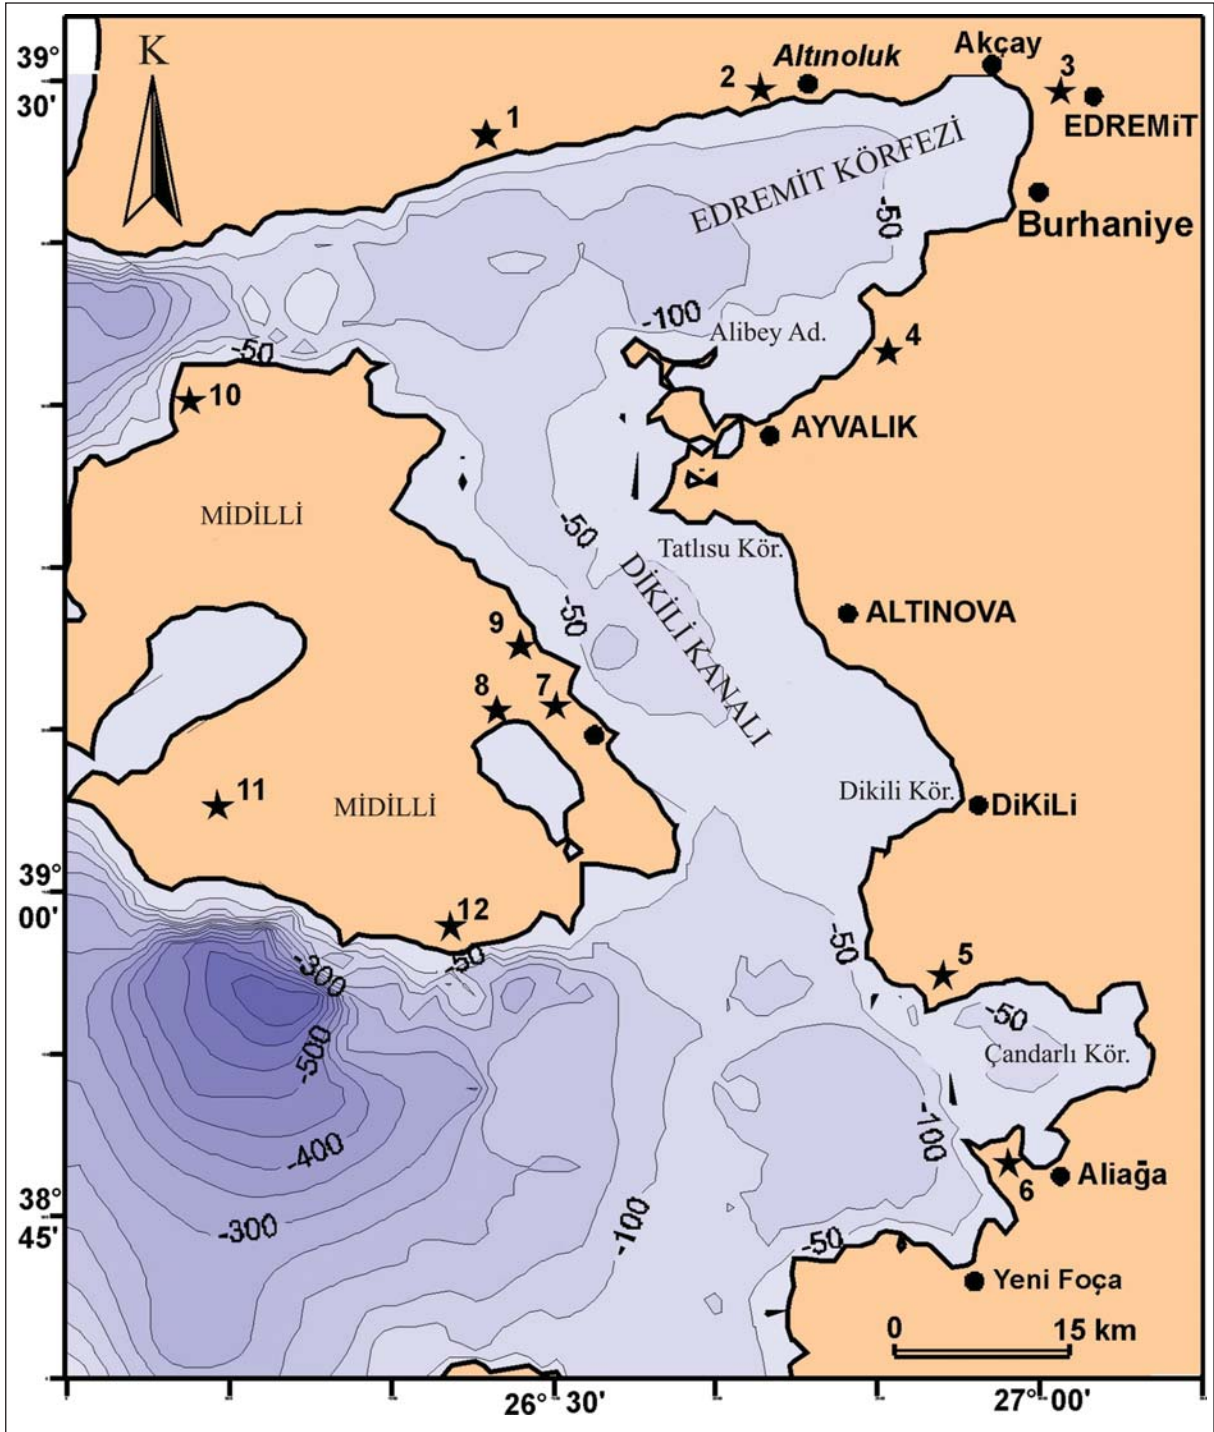 39°
30'
K
Altınoluk
Akçay
2
3
EDREMiT
1
EDREMİT KÖRFEZİ
-50
Burhaniye
-100
Alibey Ad.
4
-50
10
AYVALIK
MİDİLLİ
-50
Tatlısu Kör.
DİKİLİ KANALI
-50
ALTINOVA
9
8
7
11
MİDİLLİ
Dikili Kör.
DiKiLi
39°
00'
12
-50
-50
5
-300
-50
-500
Çandarlı Kör.
-400
-100
6
Aliağa
38°
45'
-300
-100
-50
Yeni Foça
0
15 km
26° 30'
27° 00'